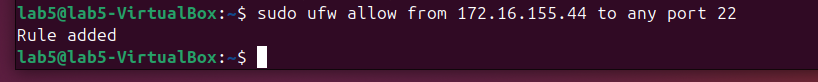 lab5@lab5-VirtualBox:~$ sudo ufw allow from 172.16.155.44 to any port 22
Rule added
lab5@lab5-VirtualBox:~$